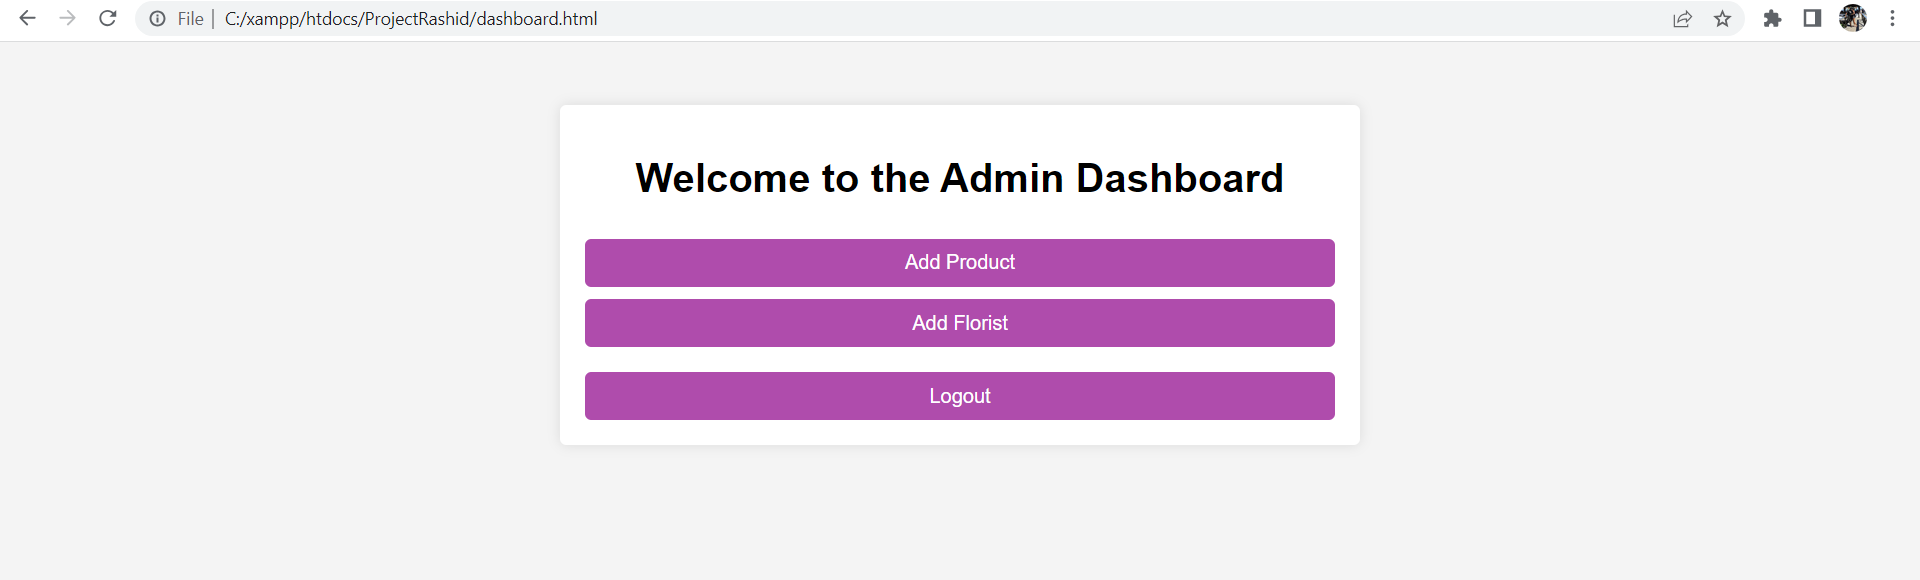 File | C:/xampp/htdocs/ProjectRashid/dashboard.html
Welcome to the Admin Dashboard
Add Product
Add Florist
Logout